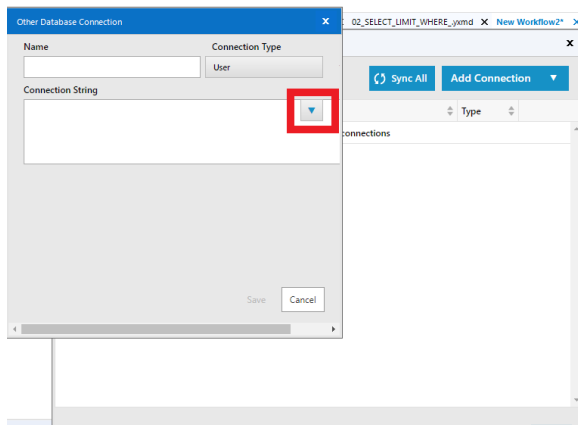 Other Database Connection x
02_SELECT_LIMIT_WHERE_.yxmd X New Workflow2* X
x
Name Connection Type
User
Sync All Add Connection
Connection String
Type
connections
Save Cancel